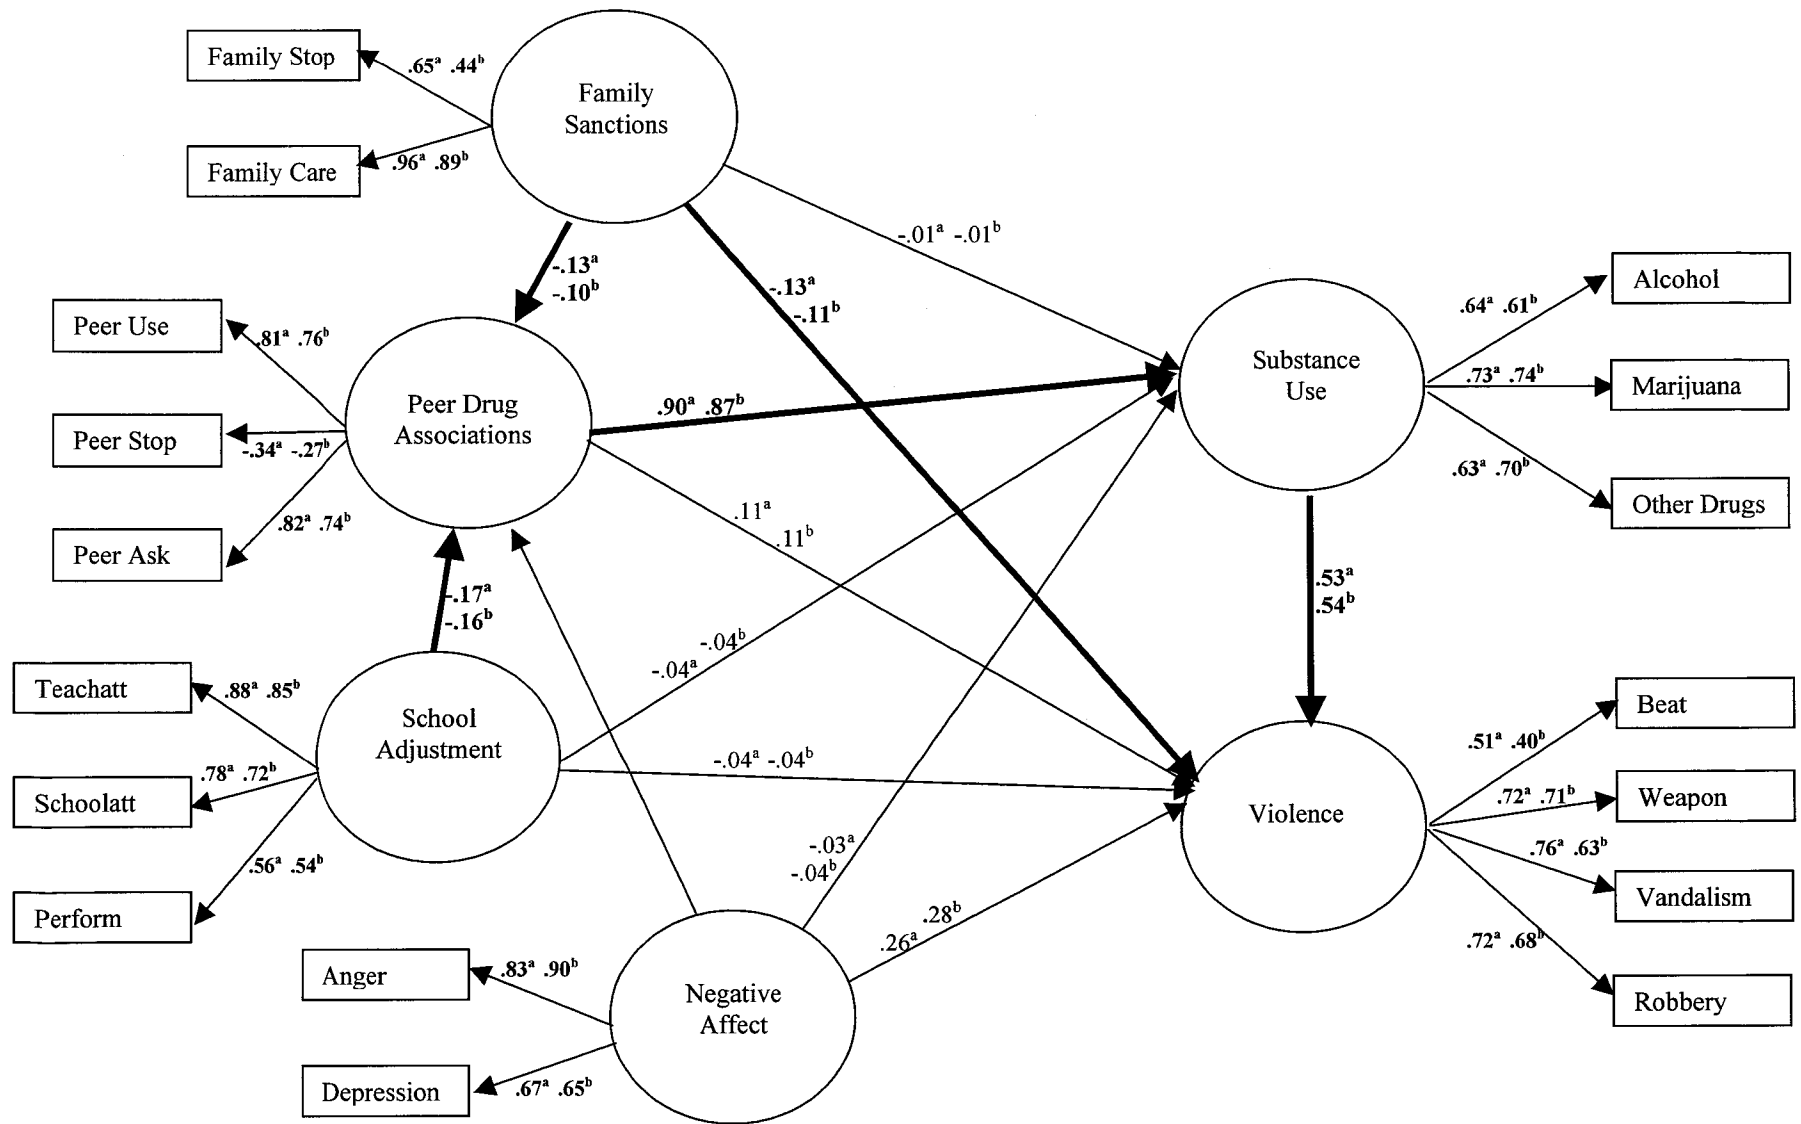 Family Stop
.65ᵃ .44ᵇ
Family Care
.96ᵃ .89ᵇ
Family
Sanctions
-.01ᵃ -.01ᵇ
-.13ᵃ
-.10ᵇ
-.13ᵃ
-.11ᵇ
Peer Use
.81ᵃ .76ᵇ
Peer Stop
-.34ᵃ -.27ᵇ
Peer Ask
.82ᵃ .74ᵇ
Peer Drug
Associations
.90ᵃ .87ᵇ
.11ᵃ
.11ᵇ
Substance
Use
Alcohol
.64ᵃ .61ᵇ
Marijuana
.73ᵃ .74ᵇ
Other Drugs
.63ᵃ .70ᵇ
.53ᵃ
.54ᵇ
-.17ᵃ
-.16ᵇ
Teachatt
.88ᵃ .85ᵇ
Schoolatt
.78ᵃ .72ᵇ
Perform
.56ᵃ .54ᵇ
School
Adjustment
-.04ᵃ -.04ᵇ
-.04ᵃ -.04ᵇ
Violence
Beat
.51ᵃ .40ᵇ
Weapon
.72ᵃ .71ᵇ
Vandalism
.76ᵃ .63ᵇ
Robbery
.72ᵃ .68ᵇ
-.03ᵃ
-.04ᵇ
.26ᵃ .28ᵇ
Anger
.83ᵃ .90ᵇ
Depression
.67ᵃ .65ᵇ
Negative
Affect